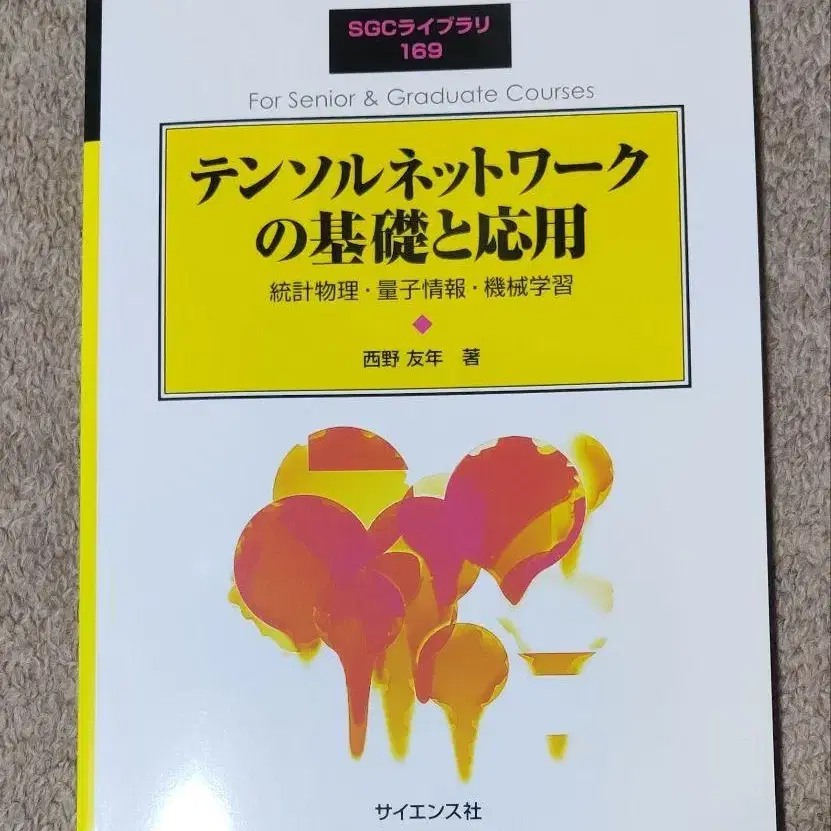 SGCライブラリ
169
For Senior & Graduate Courses
テンソルネットワーク
の基礎と応用
統計物理・量子情報・機械学習
西野 友年 著
サイエンス社